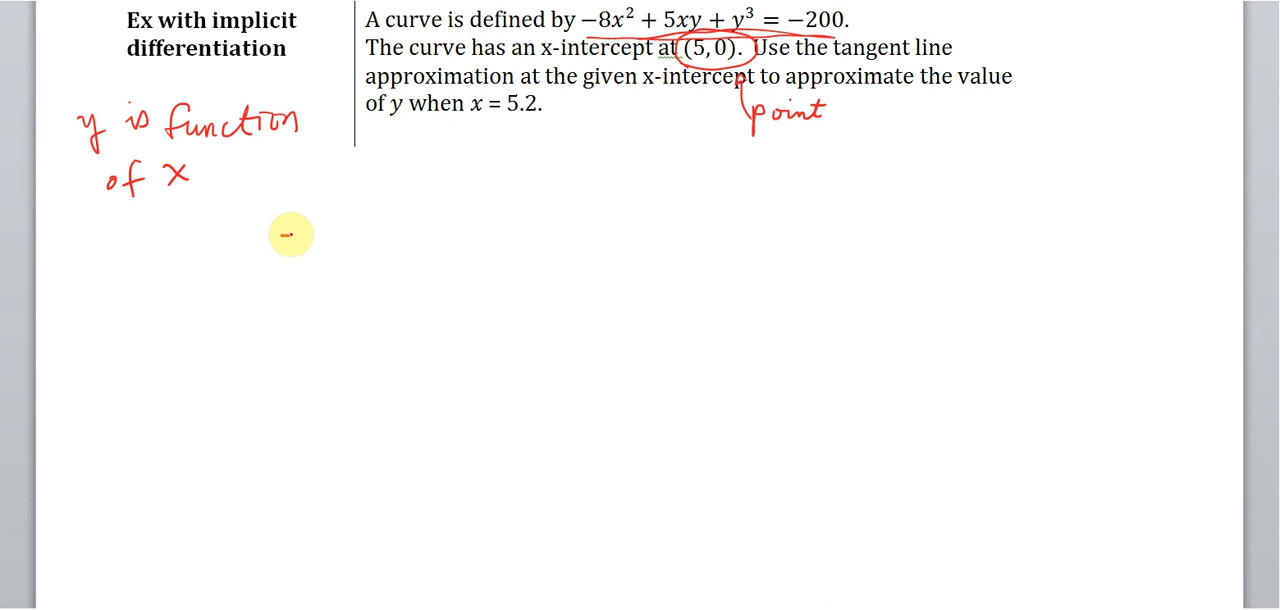 Ex with implicit
differentiation
A curve is defined by −8x² + 5xy + y³ = −200.
The curve has an x-intercept at (5, 0). Use the tangent line
approximation at the given x-intercept to approximate the value
of y when x = 5.2.
point
y is function
of x